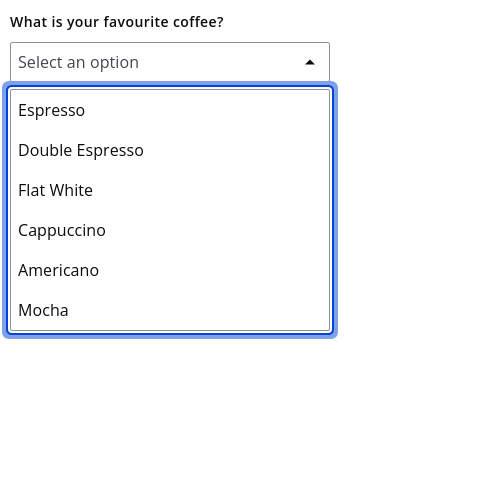 What is your favourite coffee?
Select an option
Espresso
Double Espresso
Flat White
Cappuccino
Americano
Mocha